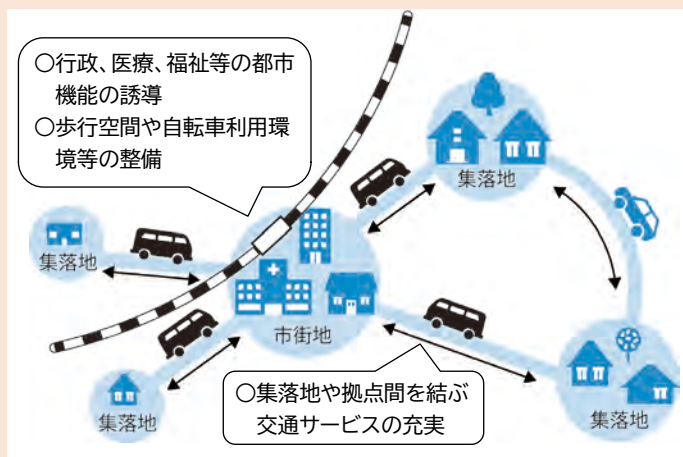 ○行政、医療、福祉等の都市
機能の誘導
○歩行空間や自転車利用環
境等の整備
集落地
集落地
市街地
集落地
○集落地や拠点間を結ぶ
交通サービスの充実
集落地